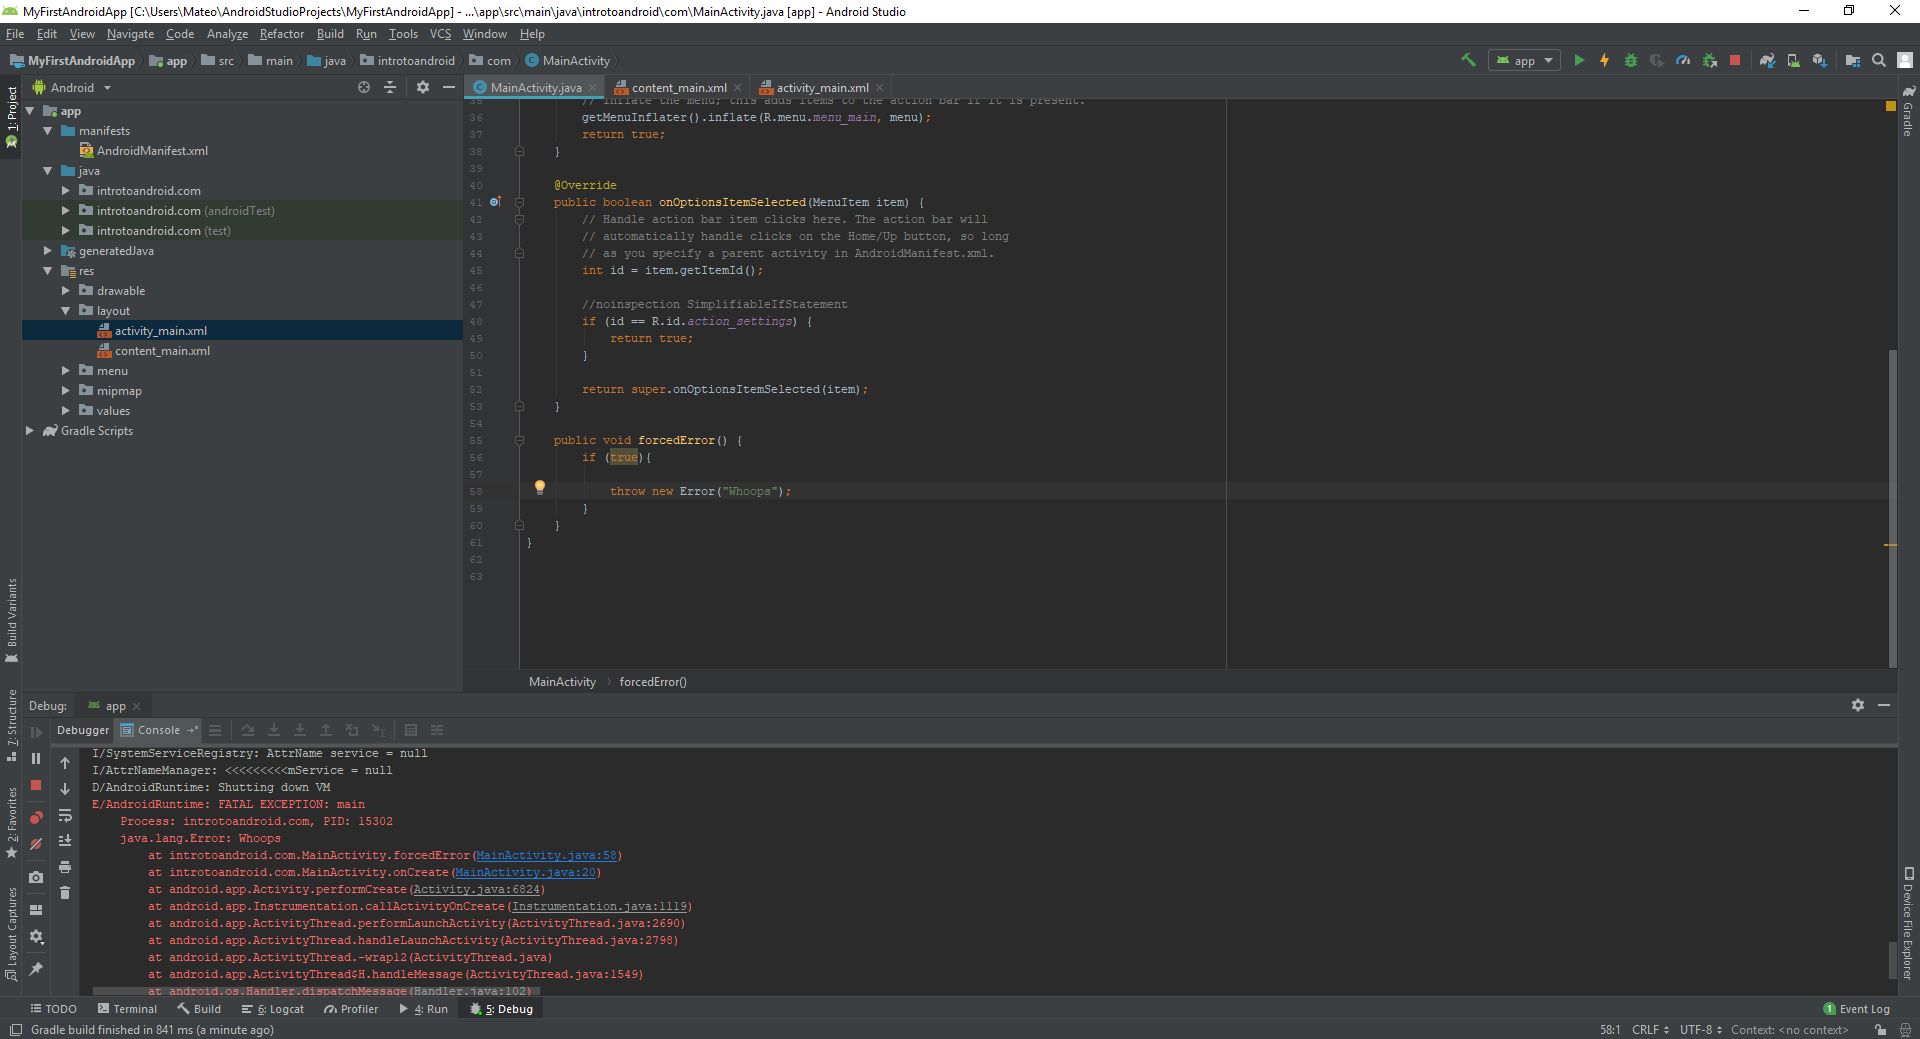 MyFirstAndroidApp [C:\Users\Mateo\AndroidStudioProjects\MyFirstAndroidApp] - ...\app\src\main\java\introtoandroid\com\MainActivity.java [app] - Android Studio
File Edit View Navigate Code Analyze Refactor Build Run Tools VCS Window Help
MyFirstAndroidApp app src main java introtoandroid com MainActivity app
Android MainActivity.java content_main.xml activity_main.xml
1: Project
Build Variants
7: Structure
2: Favorites
Layout Captures
app
manifests
AndroidManifest.xml
java
introtoandroid.com
introtoandroid.com (androidTest)
introtoandroid.com (test)
generatedJava
res
drawable
layout
activity_main.xml
content_main.xml
menu
mipmap
values
Gradle Scripts
35 // Inflate the menu; this adds items to the action bar if it is present.
36 getMenuInflater().inflate(R.menu.menu_main, menu);
37 return true;
38 }
39
40 @Override
41 public boolean onOptionsItemSelected(MenuItem item) {
42 // Handle action bar item clicks here. The action bar will
43 // automatically handle clicks on the Home/Up button, so long
44 // as you specify a parent activity in AndroidManifest.xml.
45 int id = item.getItemId();
46
47 //noinspection SimplifiableIfStatement
48 if (id == R.id.action_settings) {
49 return true;
50 }
51
52 return super.onOptionsItemSelected(item);
53 }
54
55 public void forcedError() {
56 if (true){
57
58 throw new Error("Whoops");
59 }
60 }
61 }
62
63
MainActivity forcedError()
Gradle
Device File Explorer
Debug: app
Debugger Console
I/SystemServiceRegistry: AttrName service = null
I/AttrNameManager: <<<<<<<<<mService = null
D/AndroidRuntime: Shutting down VM
E/AndroidRuntime: FATAL EXCEPTION: main
Process: introtoandroid.com, PID: 15302
java.lang.Error: Whoops
at introtoandroid.com.MainActivity.forcedError(MainActivity.java:58)
at introtoandroid.com.MainActivity.onCreate(MainActivity.java:20)
at android.app.Activity.performCreate(Activity.java:6824)
at android.app.Instrumentation.callActivityOnCreate(Instrumentation.java:1119)
at android.app.ActivityThread.performLaunchActivity(ActivityThread.java:2690)
at android.app.ActivityThread.handleLaunchActivity(ActivityThread.java:2798)
at android.app.ActivityThread.-wrap12(ActivityThread.java)
at android.app.ActivityThread$H.handleMessage(ActivityThread.java:1549)
at android.os.Handler.dispatchMessage(Handler.java:102)
TODO Terminal Build 6: Logcat Profiler 4: Run 5: Debug 1 Event Log
Gradle build finished in 841 ms (a minute ago) 58:1 CRLF UTF-8 Context: <no context>